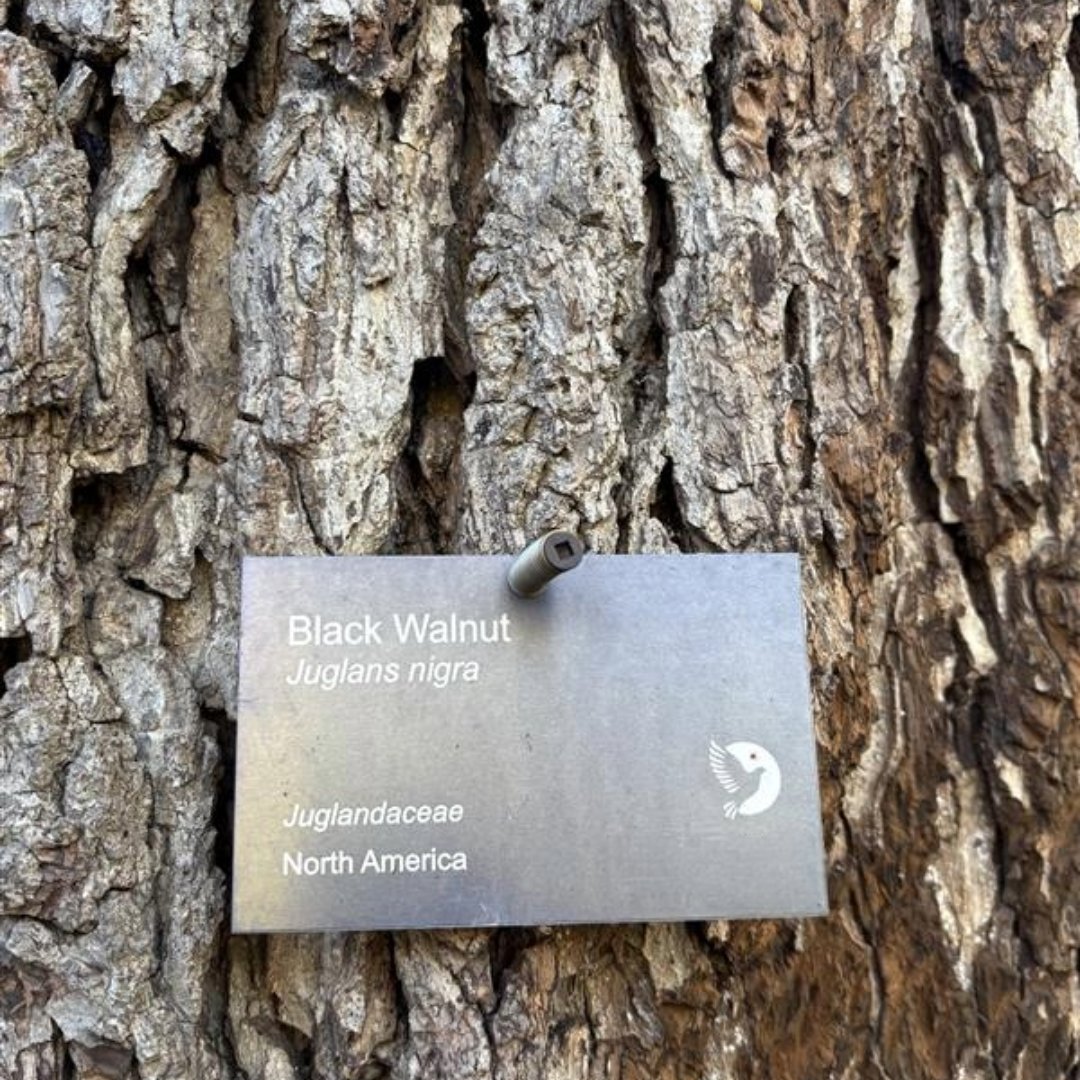 Black Walnut
Juglans nigra
Juglandaceae
North America